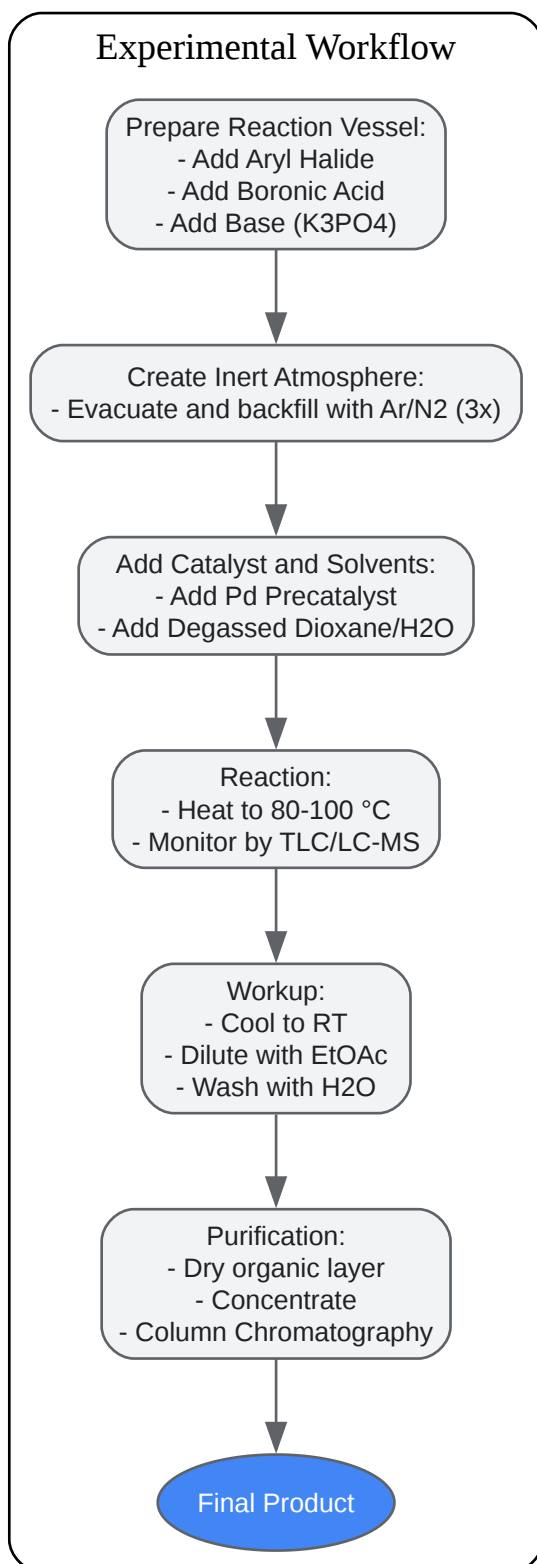 Experimental Workflow
Prepare Reaction Vessel:
- Add Aryl Halide
- Add Boronic Acid
- Add Base (K3PO4)
Create Inert Atmosphere:
- Evacuate and backfill with Ar/N2 (3x)
Add Catalyst and Solvents:
- Add Pd Precatalyst
- Add Degassed Dioxane/H2O
Reaction:
- Heat to 80-100 °C
- Monitor by TLC/LC-MS
Workup:
- Cool to RT
- Dilute with EtOAc
- Wash with H2O
Purification:
- Dry organic layer
- Concentrate
- Column Chromatography
Final Product